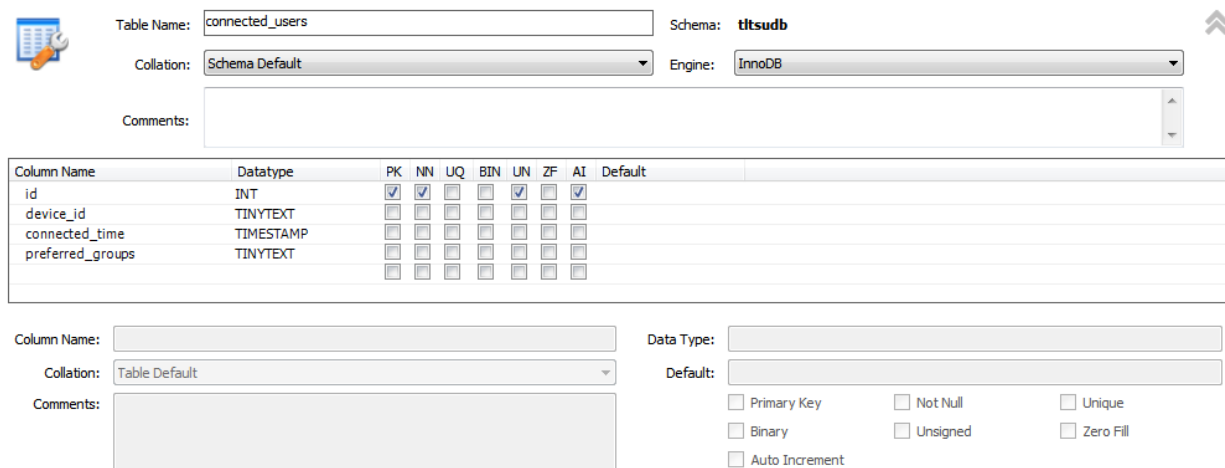 Table Name: connected_users Schema: tltsudb
Collation: Schema Default Engine: InnoDB
Comments:
Column Name Datatype PK NN UQ BIN UN ZF AI Default
id INT
device_id TINYTEXT
connected_time TIMESTAMP
preferred_groups TINYTEXT
Column Name: Data Type:
Collation: Table Default Default:
Comments: Primary Key Not Null Unique
Binary Unsigned Zero Fill
Auto Increment